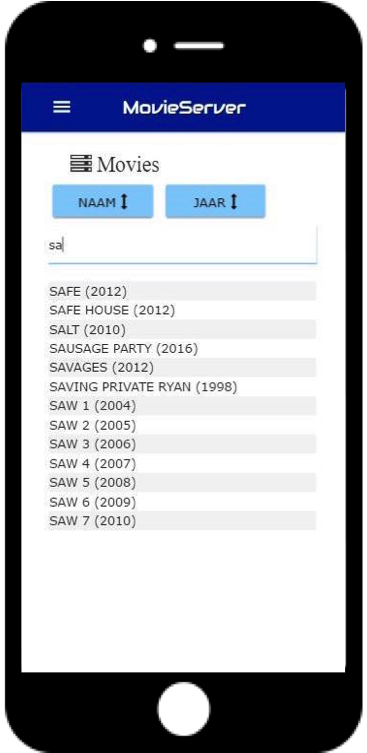 MovieServer
Movies
NAAM JAAR
sa
SAFE (2012)
SAFE HOUSE (2012)
SALT (2010)
SAUSAGE PARTY (2016)
SAVAGES (2012)
SAVING PRIVATE RYAN (1998)
SAW 1 (2004)
SAW 2 (2005)
SAW 3 (2006)
SAW 4 (2007)
SAW 5 (2008)
SAW 6 (2009)
SAW 7 (2010)